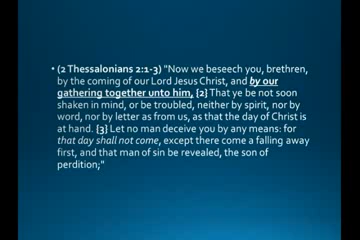 • (2 Thessalonians 2:1-3) "Now we beseech you, brethren,
by the coming of our Lord Jesus Christ, and by our
gathering together unto him, {2} That ye be not soon
shaken in mind, or be troubled, neither by spirit, nor by
word, nor by letter as from us, as that the day of Christ is
at hand. {3} Let no man deceive you by any means: for
that day shall not come, except there come a falling away
first, and that man of sin be revealed, the son of
perdition;"